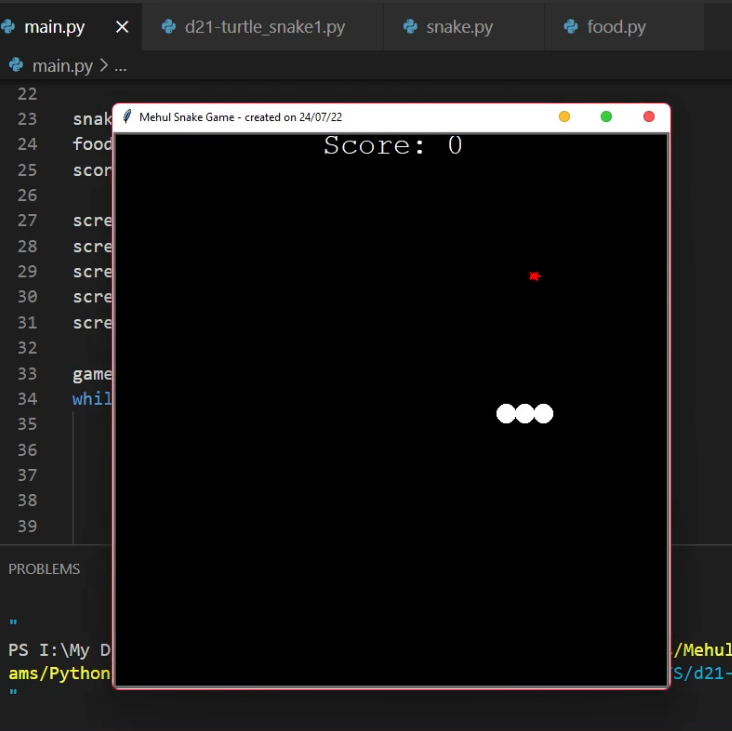 main.py
d21-turtle_snake1.py
snake.py
food.py
main.py > ...
22
23 snak
24 food
25 scor
26
27 scre
28 scre
29 scre
30 scre
31 scre
32
33 game
34 whil
35
36
37
38
39
Mehul Snake Game - created on 24/07/22
Score: 0
PROBLEMS
"
PS I:\My D /Mehul
ams/Python S/d21-
"